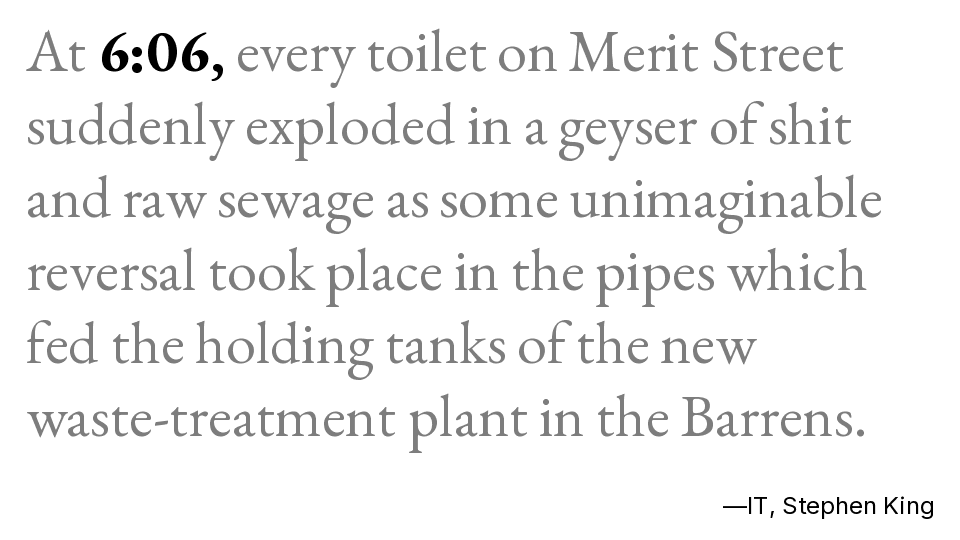 At 6:06, every toilet on Merit Street
suddenly exploded in a geyser of shit
and raw sewage as some unimaginable
reversal took place in the pipes which
fed the holding tanks of the new
waste-treatment plant in the Barrens.
—IT, Stephen King